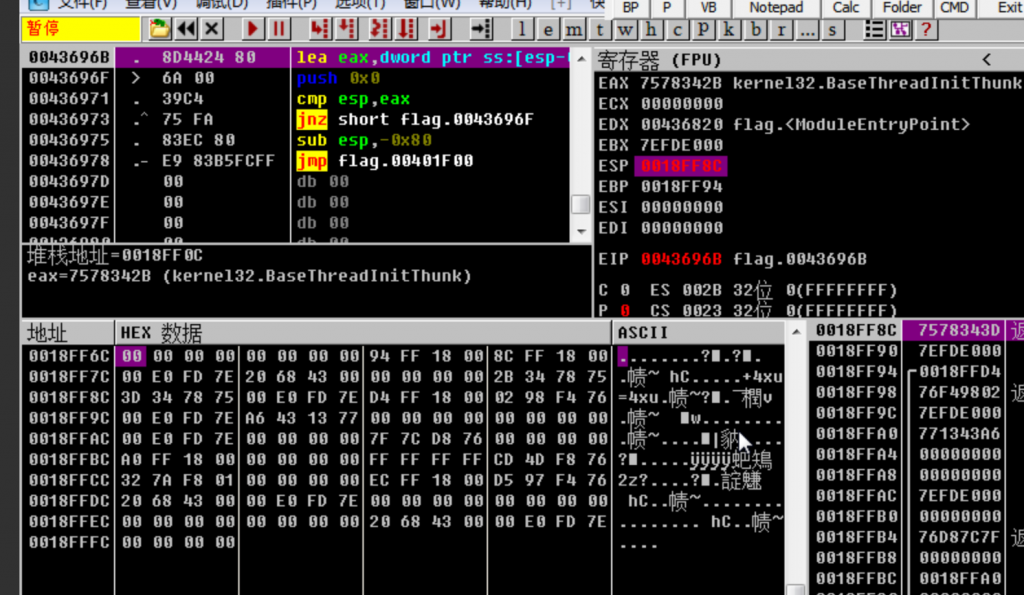 文件(F) 查看(V) 调试(D) 插件(P) 选项(T) 窗口(W) 帮助(H) [+] 快 BP P VB Notepad Calc Folder CMD Exit
暂停 l e m t w h c p k b r ... s
0043696B . 8D4424 80 lea eax,dword ptr ss:[esp-
0043696F > 6A 00 push 0x0
00436971 . 39C4 cmp esp,eax
00436973 .^ 75 FA jnz short flag.0043696F
00436975 . 83EC 80 sub esp,-0x80
00436978 .- E9 83B5FCFF jmp flag.00401F00
0043697D 00 db 00
0043697E 00 db 00
0043697F 00 db 00
00436980 00 db 00
堆栈地址=0018FF0C
eax=7578342B (kernel32.BaseThreadInitThunk)
寄存器 (FPU) <
EAX 7578342B kernel32.BaseThreadInitThunk
ECX 00000000
EDX 00436820 flag.<ModuleEntryPoint>
EBX 7EFDE000
ESP 0018FF8C
EBP 0018FF94
ESI 00000000
EDI 00000000
EIP 0043696B flag.0043696B
C 0 ES 002B 32位 0(FFFFFFFF)
P 0 CS 0023 32位 0(FFFFFFFF)
地址 HEX 数据 ASCII
0018FF6C 00 00 00 00 00 00 00 00 94 FF 18 00 8C FF 18 00 ........?■.?■.
0018FF7C 00 E0 FD 7E 20 68 43 00 00 00 00 00 2B 34 78 75 .帻~ hC.....+4xu
0018FF8C 3D 34 78 75 00 E0 FD 7E D4 FF 18 00 02 98 F4 76 =4xu.帻~?■.
0018FF9C 00 E0 FD 7E A6 43 13 77 00 00 00 00 00 00 00 00 .帻~ ■w........
0018FFAC 00 E0 FD 7E 00 00 00 00 7F 7C D8 76 00 00 00 00 .帻~....■|
0018FFBC A0 FF 18 00 00 00 00 00 FF FF FF FF CD 4D F8 76 ?■.....ÿÿÿÿ
0018FFCC 32 7A F8 01 00 00 00 00 EC FF 18 00 D5 97 F4 76 2z?....?■.
0018FFDC 20 68 43 00 00 E0 FD 7E 00 00 00 00 00 00 00 00 hC..帻~........
0018FFEC 00 00 00 00 00 00 00 00 20 68 43 00 00 E0 FD 7E ........ hC..帻~
0018FFFC 00 00 00 00 ....
0018FF8C 7578343D 返
0018FF90 7EFDE000
0018FF94 0018FFD4
0018FF98 76F49802 返
0018FF9C 7EFDE000
0018FFA0 771343A6
0018FFA4 00000000
0018FFA8 00000000
0018FFAC 7EFDE000
0018FFB0 00000000
0018FFB4 76D87C7F 返
0018FFB8 00000000
0018FFBC 0018FFA0